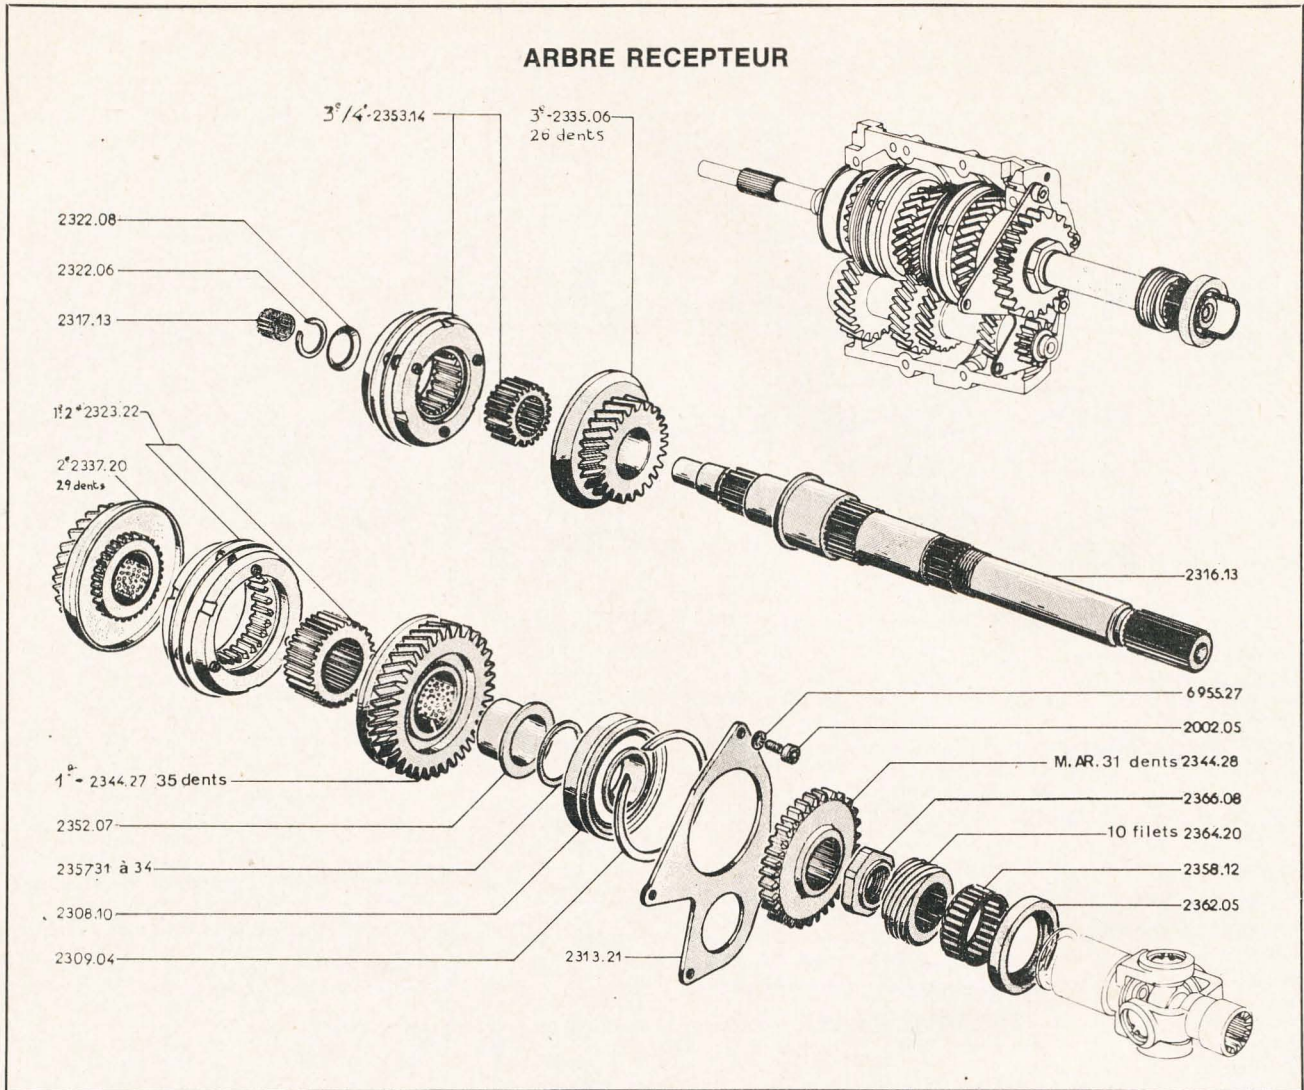 ARBRE RECEPTEUR
3e/4e-2353.14
3e-2335.06
26 dents
2322.08
2322.06
2317.13
1e.2e 2323.22
2e 2337.20
29 dents
2316.13
6955.27
2002.05
M. AR. 31 dents 2344.28
2366.08
10 filets 2364.20
2358.12
2362.05
1e - 2344.27 35 dents
2352.07
235731 à 34
2308.10
2309.04
2313.21